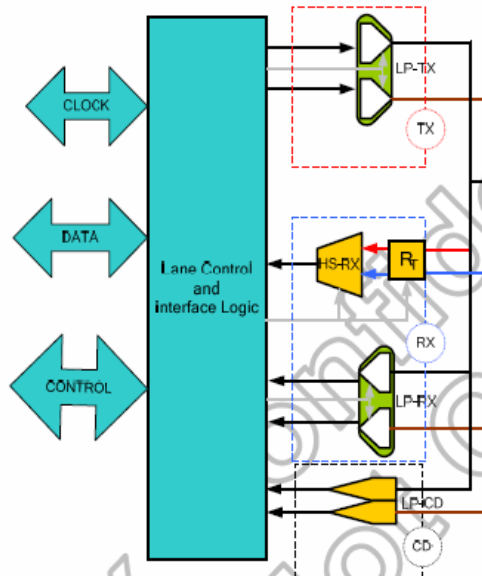 LP-TX
TX
CLOCK
DATA
CONTROL
Lane Control
and
Interface Logic
HS-RX
RT
RX
LP-RX
LP-CD
CD